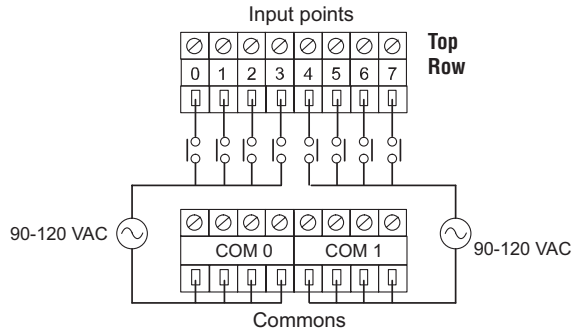 Input points
Top
Row
0 1 2 3 4 5 6 7
90-120 VAC
COM 0 COM 1
90-120 VAC
Commons